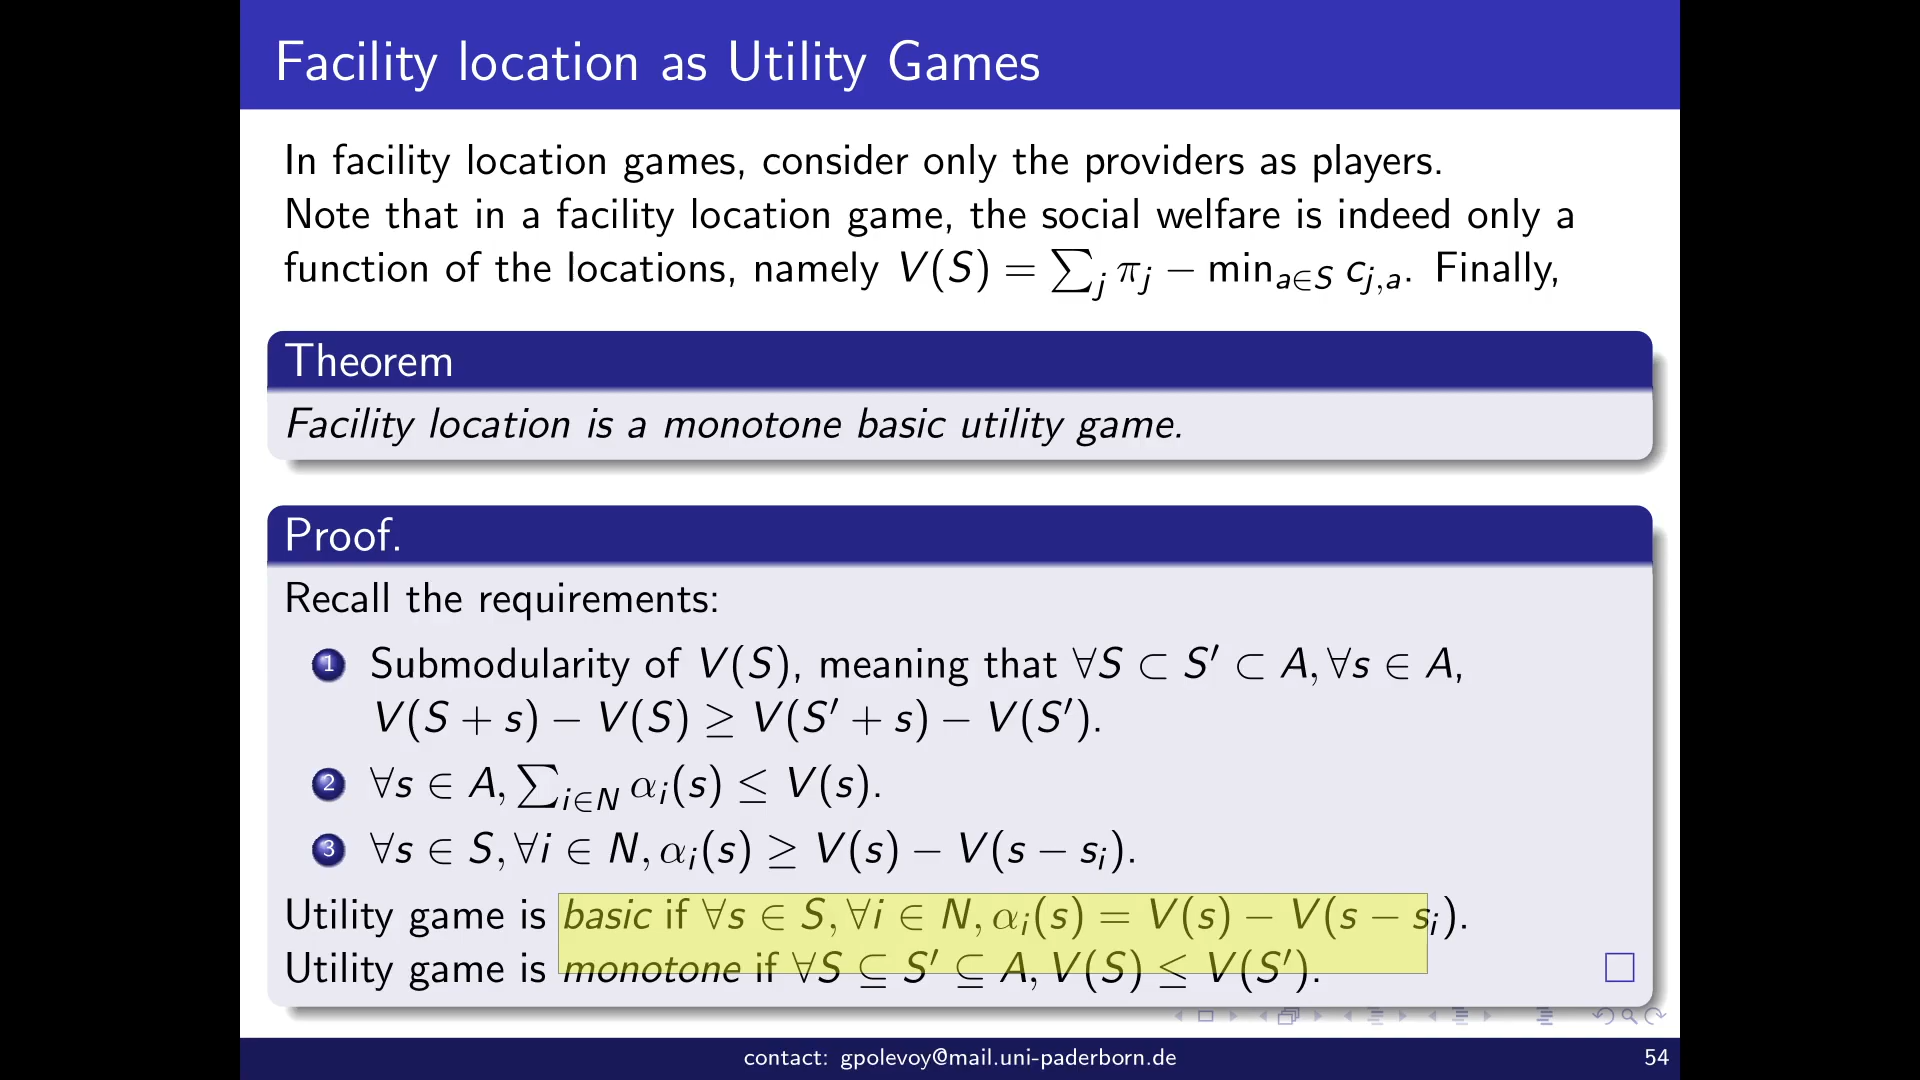 Facility location as Utility Games
In facility location games, consider only the providers as players.
Note that in a facility location game, the social welfare is indeed only a
function of the locations, namely V(S) = ∑_j π_j − min_{a∈S} c_{j,a}. Finally,
Theorem
Facility location is a monotone basic utility game.
Proof.
Recall the requirements:
1 Submodularity of V(S), meaning that ∀S ⊂ S′ ⊂ A, ∀s ∈ A,
V(S + s) − V(S) ≥ V(S′ + s) − V(S′).
2 ∀s ∈ A, ∑_{i∈N} α_i(s) ≤ V(s).
3 ∀s ∈ S, ∀i ∈ N, α_i(s) ≥ V(s) − V(s − s_i).
Utility game is basic if ∀s ∈ S, ∀i ∈ N, α_i(s) = V(s) − V(s − s_i).
Utility game is monotone if ∀S ⊆ S′ ⊆ A, V(S) ≤ V(S′). □
contact: gpolevoy@mail.uni-paderborn.de 54